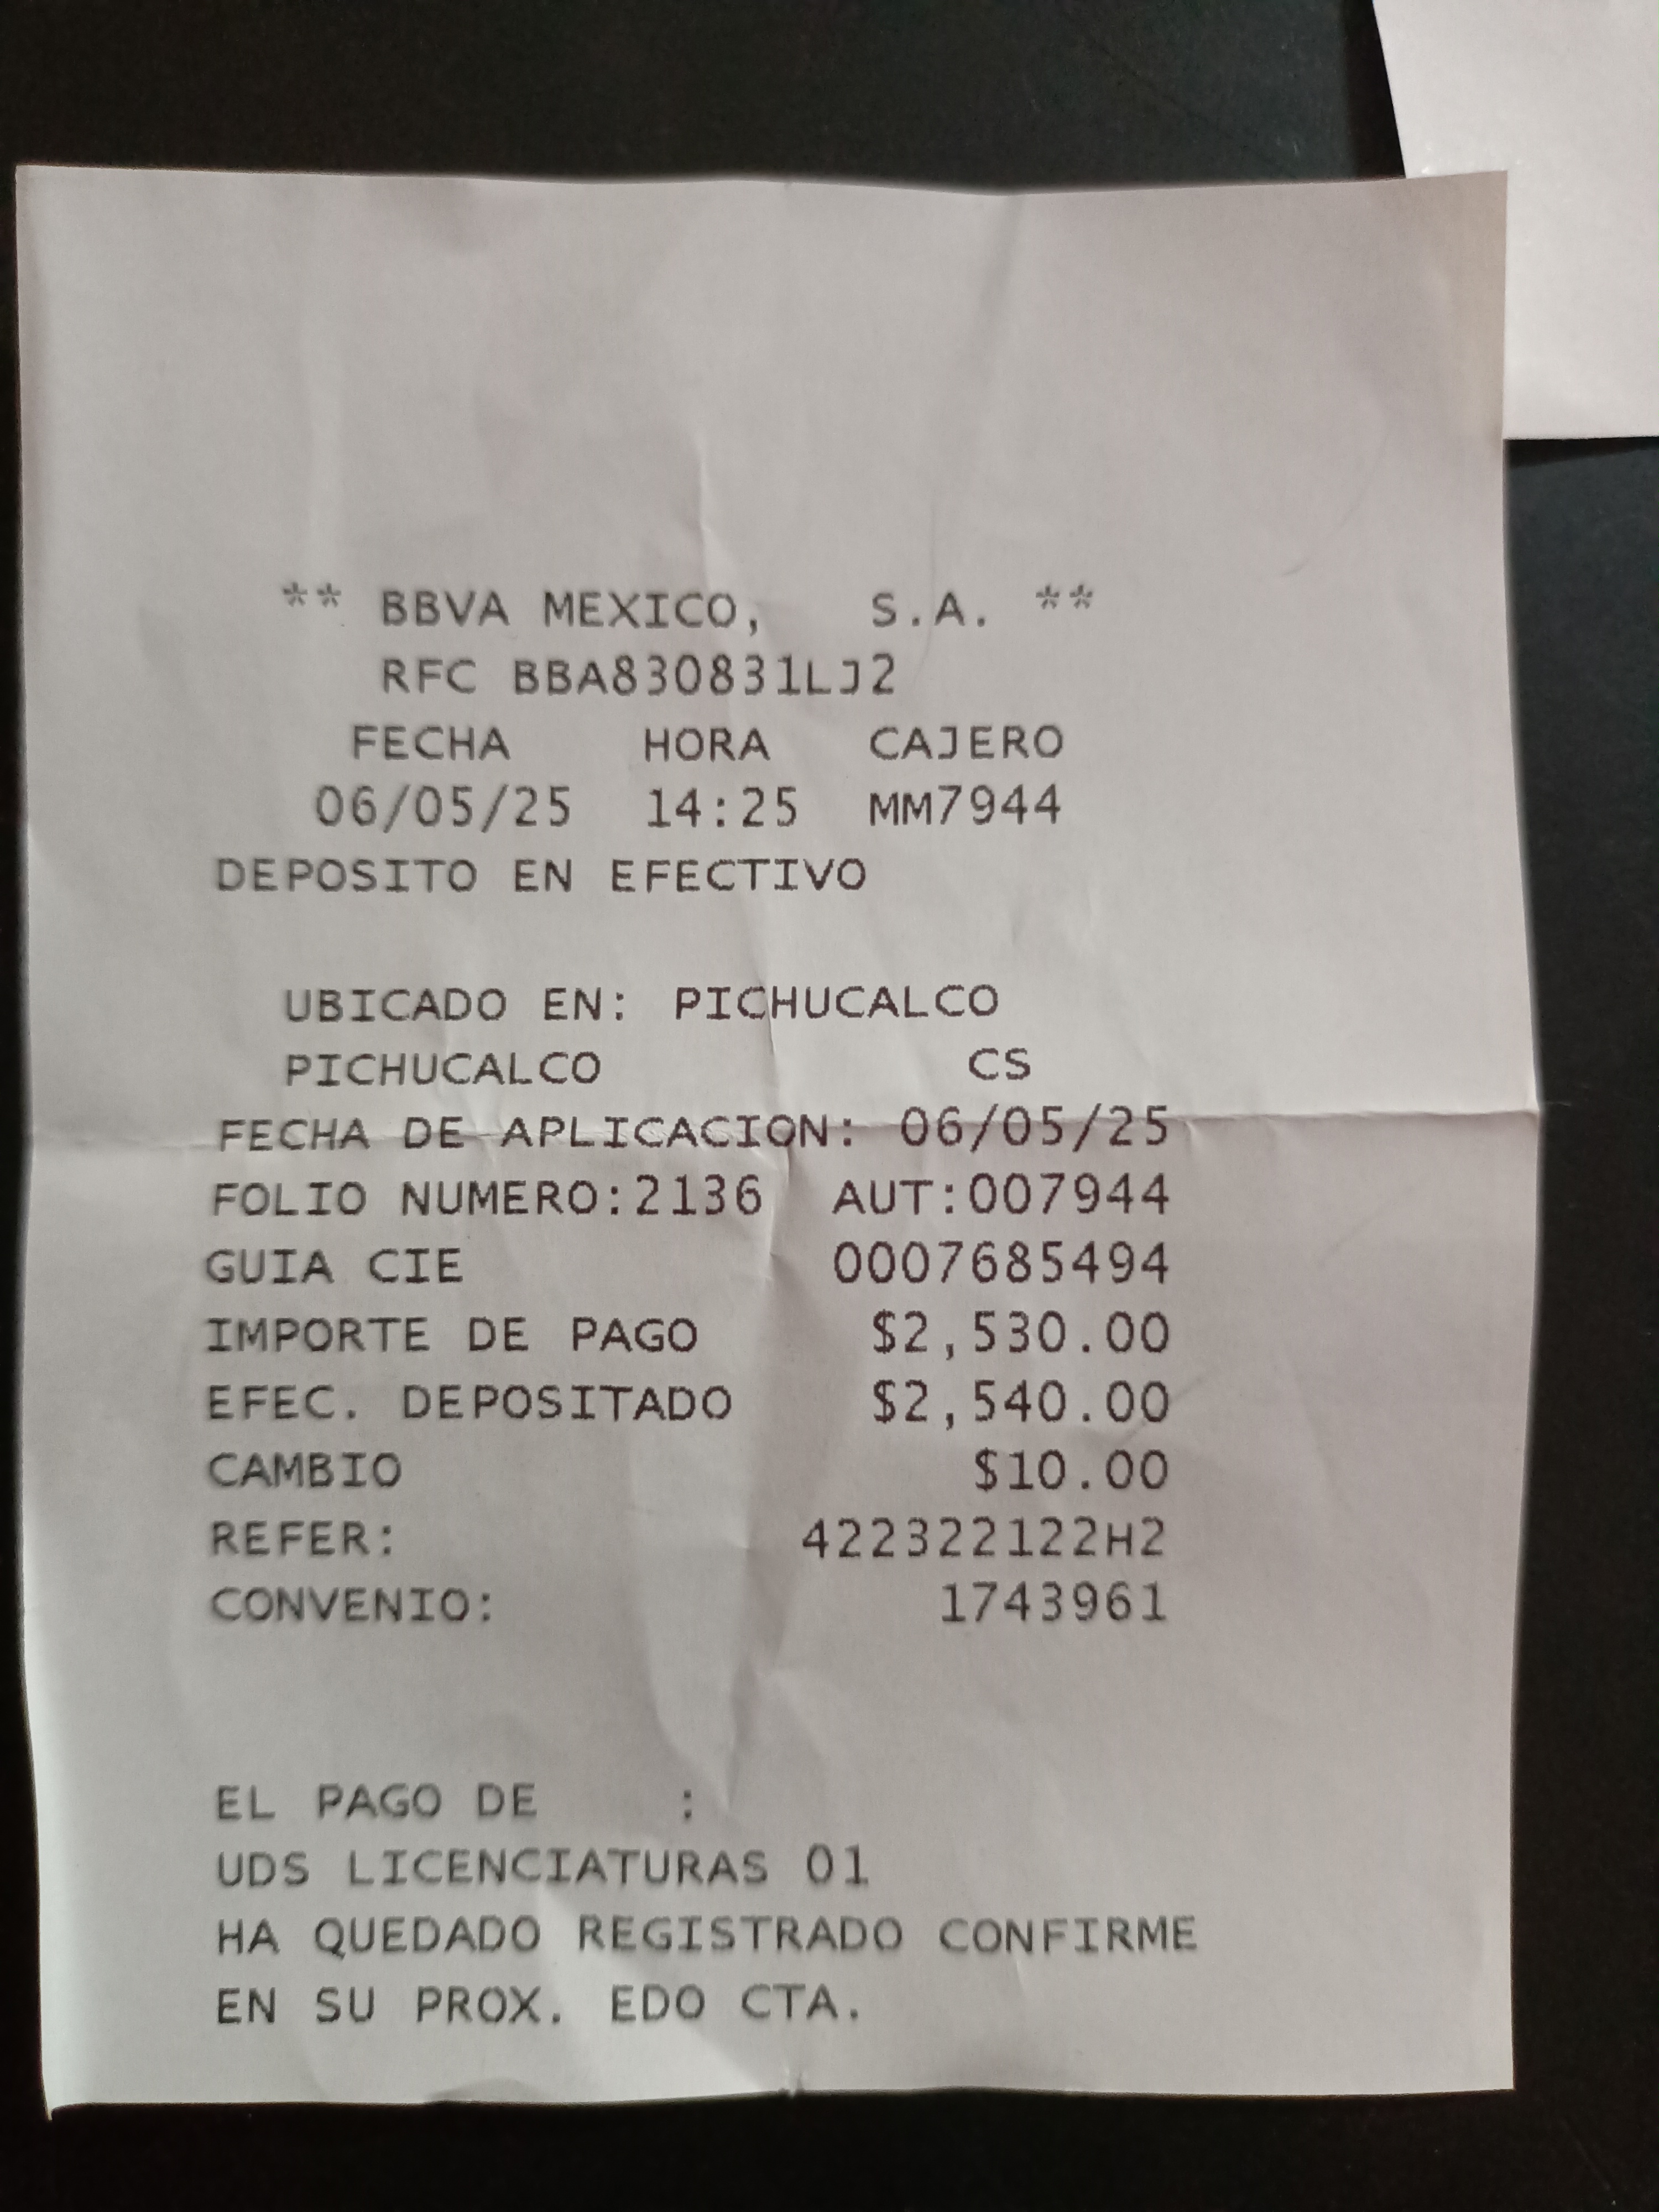 ** BBVA MEXICO, S.A. **
RFC BBA830831LJ2
FECHA HORA CAJERO
06/05/25 14:25 MM7944
DEPOSITO EN EFECTIVO
UBICADO EN: PICHUCALCO
PICHUCALCO CS
FECHA DE APLICACION: 06/05/25
FOLIO NUMERO:2136 AUT:007944
GUIA CIE 0007685494
IMPORTE DE PAGO $2,530.00
EFEC. DEPOSITADO $2,540.00
CAMBIO $10.00
REFER: 422322122H2
CONVENIO: 1743961
EL PAGO DE :
UDS LICENCIATURAS 01
HA QUEDADO REGISTRADO CONFIRME
EN SU PROX. EDO CTA.